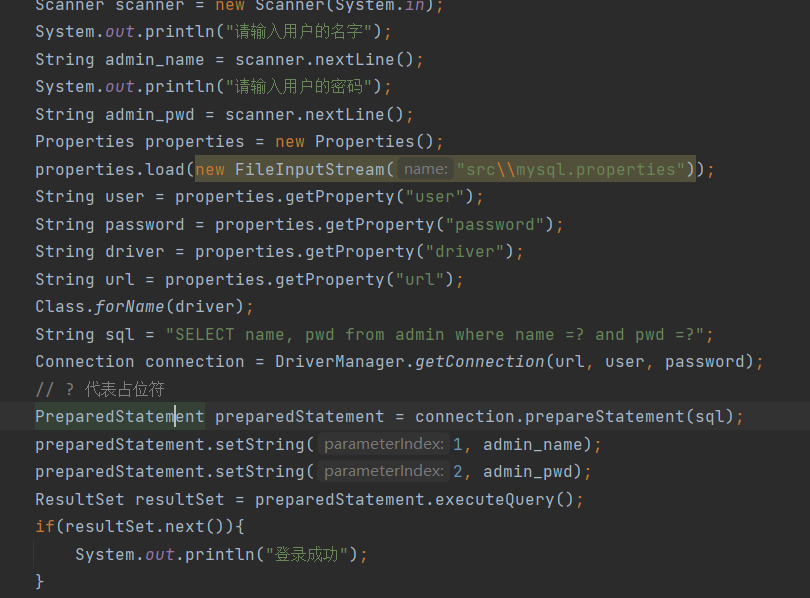 Scanner scanner = new Scanner(System.in);
System.out.println("请输入用户的名字");
String admin_name = scanner.nextLine();
System.out.println("请输入用户的密码");
String admin_pwd = scanner.nextLine();
Properties properties = new Properties();
properties.load(new FileInputStream( name: "src\\mysql.properties"));
String user = properties.getProperty("user");
String password = properties.getProperty("password");
String driver = properties.getProperty("driver");
String url = properties.getProperty("url");
Class.forName(driver);
String sql = "SELECT name, pwd from admin where name =? and pwd =?";
Connection connection = DriverManager.getConnection(url, user, password);
// ? 代表占位符
PreparedStatement preparedStatement = connection.prepareStatement(sql);
preparedStatement.setString( parameterIndex: 1, admin_name);
preparedStatement.setString( parameterIndex: 2, admin_pwd);
ResultSet resultSet = preparedStatement.executeQuery();
if(resultSet.next()){
System.out.println("登录成功");
}